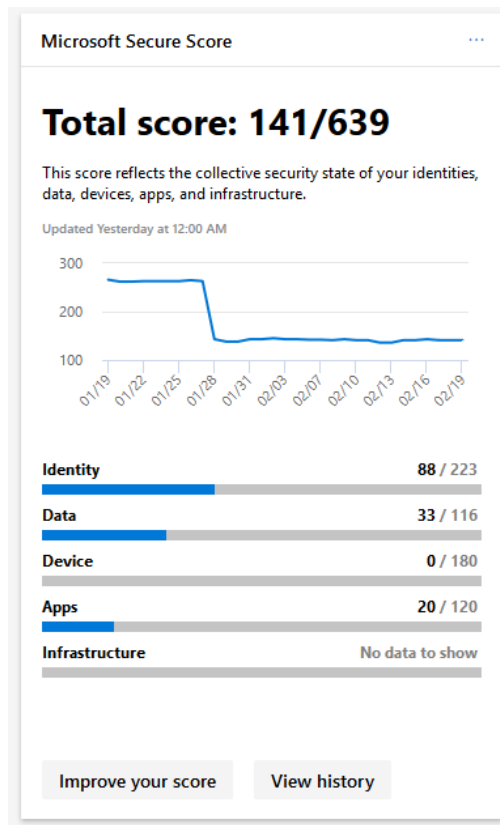 Microsoft Secure Score ...
Total score: 141/639
This score reflects the collective security state of your identities,
data, devices, apps, and infrastructure.
Updated Yesterday at 12:00 AM
300
200
100
01/19 01/22 01/25 01/28 01/31 02/03 02/07 02/10 02/13 02/16 02/19
Identity 88 / 223
Data 33 / 116
Device 0 / 180
Apps 20 / 120
Infrastructure No data to show
Improve your score View history